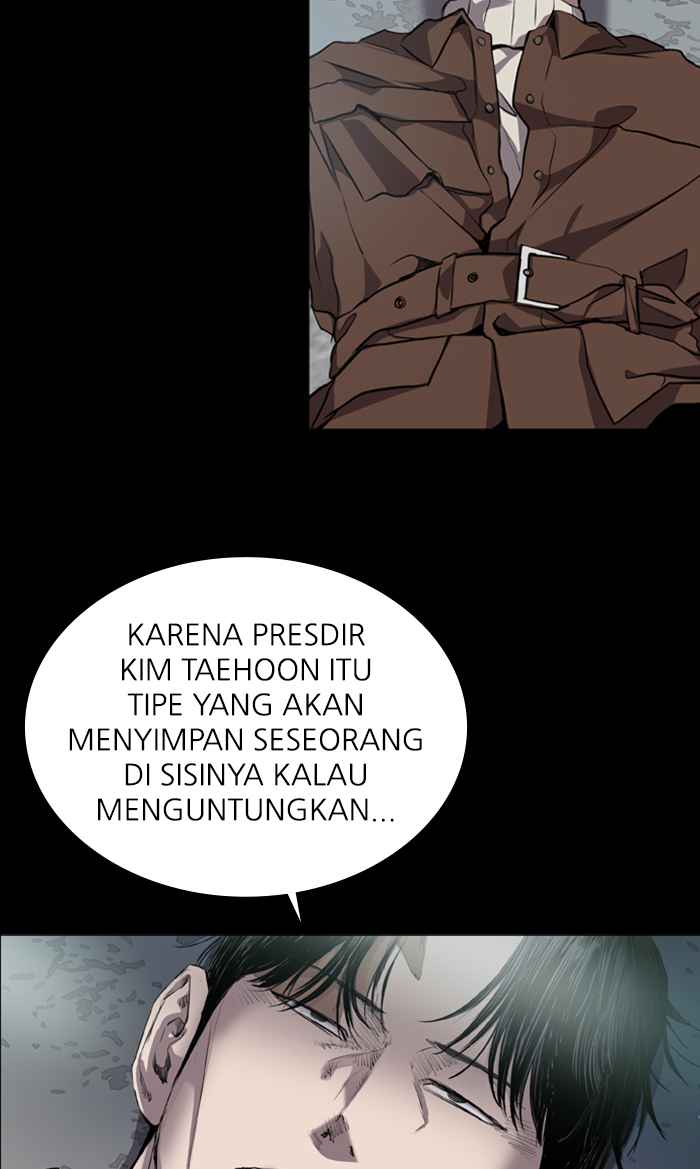 KARENA PRESDIR
KIM TAEHOON ITU
TIPE YANG AKAN
MENYIMPAN SESEORANG
DI SISINYA KALAU
MENGUNTUNGKAN...